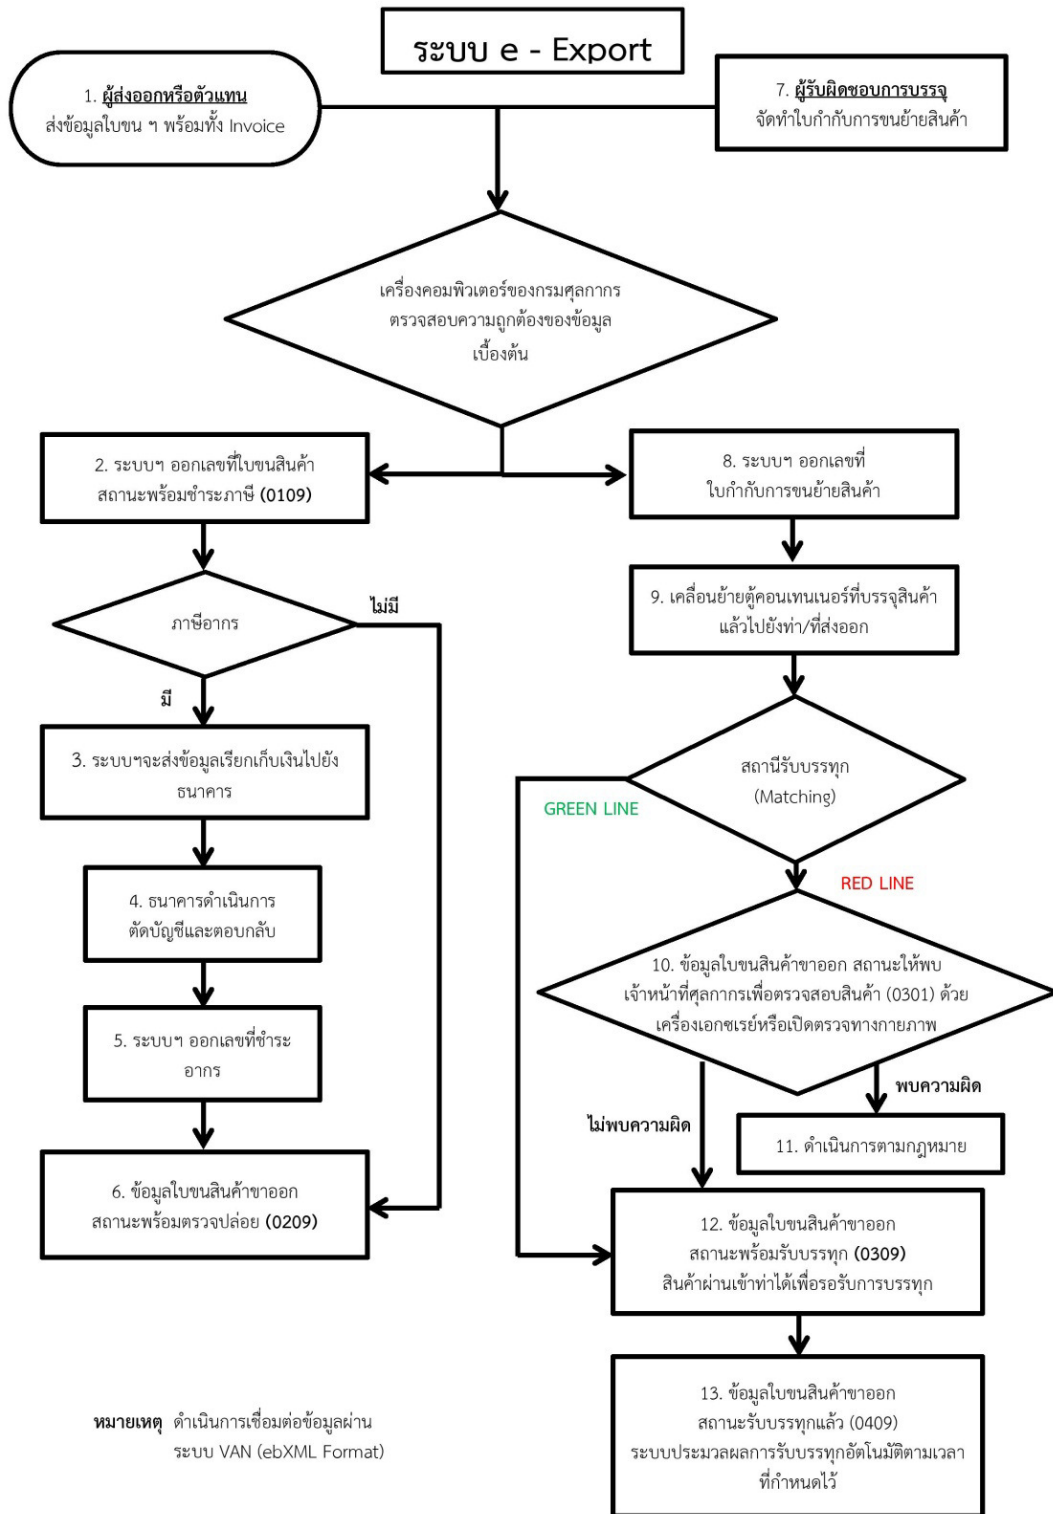 ระบบ e - Export
1. ผู้ส่งออกหรือตัวแทน
ส่งข้อมูลใบขน ฯ พร้อมทั้ง Invoice
7. ผู้รับผิดชอบการบรรจุ
จัดทำใบกำกับการขนย้ายสินค้า
เครื่องคอมพิวเตอร์ของกรมศุลกากร
ตรวจสอบความถูกต้องของข้อมูล
เบื้องต้น
2. ระบบฯ ออกเลขที่ใบขนสินค้า
สถานะพร้อมชำระภาษี (0109)
8. ระบบฯ ออกเลขที่
ใบกำกับการขนย้ายสินค้า
ภาษีอากร
ไม่มี
มี
9. เคลื่อนย้ายตู้คอนเทนเนอร์ที่บรรจุสินค้า
แล้วไปยังท่า/ที่ส่งออก
3. ระบบฯจะส่งข้อมูลเรียกเก็บเงินไปยัง
ธนาคาร
สถานีรับบรรทุก
(Matching)
GREEN LINE
RED LINE
4. ธนาคารดำเนินการ
ตัดบัญชีและตอบกลับ
10. ข้อมูลใบขนสินค้าขาออก สถานะให้พบ
เจ้าหน้าที่ศุลกากรเพื่อตรวจสอบสินค้า (0301) ด้วย
เครื่องเอกซเรย์หรือเปิดตรวจทางกายภาพ
5. ระบบฯ ออกเลขที่ชำระ
อากร
พบความผิด
ไม่พบความผิด
11. ดำเนินการตามกฎหมาย
6. ข้อมูลใบขนสินค้าขาออก
สถานะพร้อมตรวจปล่อย (0209)
12. ข้อมูลใบขนสินค้าขาออก
สถานะพร้อมรับบรรทุก (0309)
สินค้าผ่านเข้าท่าได้เพื่อรอรับการบรรทุก
13. ข้อมูลใบขนสินค้าขาออก
สถานะรับบรรทุกแล้ว (0409)
ระบบประมวลผลการรับบรรทุกอัตโนมัติตามเวลา
ที่กำหนดไว้
หมายเหตุ ดำเนินการเชื่อมต่อข้อมูลผ่าน
ระบบ VAN (ebXML Format)